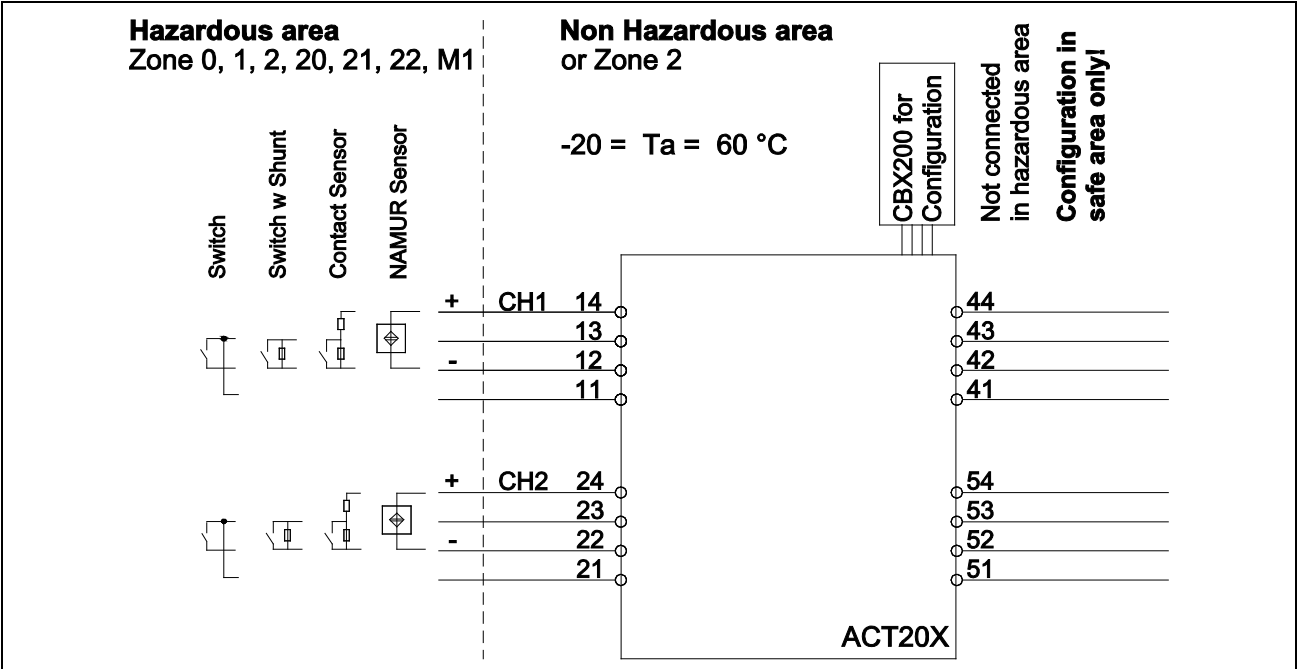 Hazardous area
Zone 0, 1, 2, 20, 21, 22, M1
Non Hazardous area
or Zone 2
-20 = Ta = 60 °C
CBX200 for
Configuration
Not connected
in hazardous area
Configuration in
safe area only!
Switch
Switch w Shunt
Contact Sensor
NAMUR Sensor
+ CH1 14
13
- 12
11
44
43
42
41
+ CH2 24
23
- 22
21
54
53
52
51
ACT20X